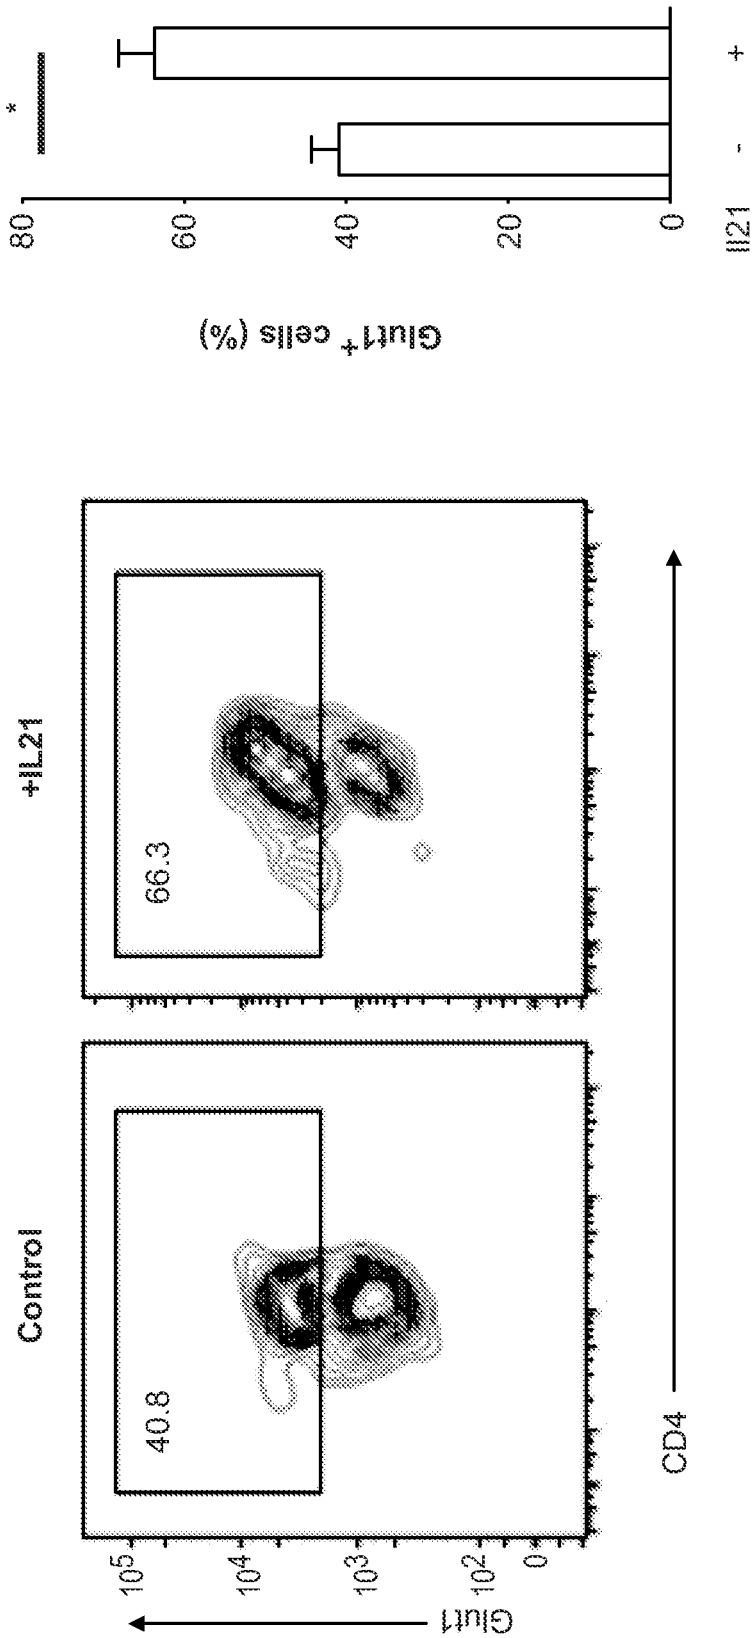 Control
+IL21
40.8
66.3
10⁵
10⁴
10³
10²
0
Glut1
CD4
*
Glut1⁺ cells (%)
80
60
40
20
0
Il21
-
+